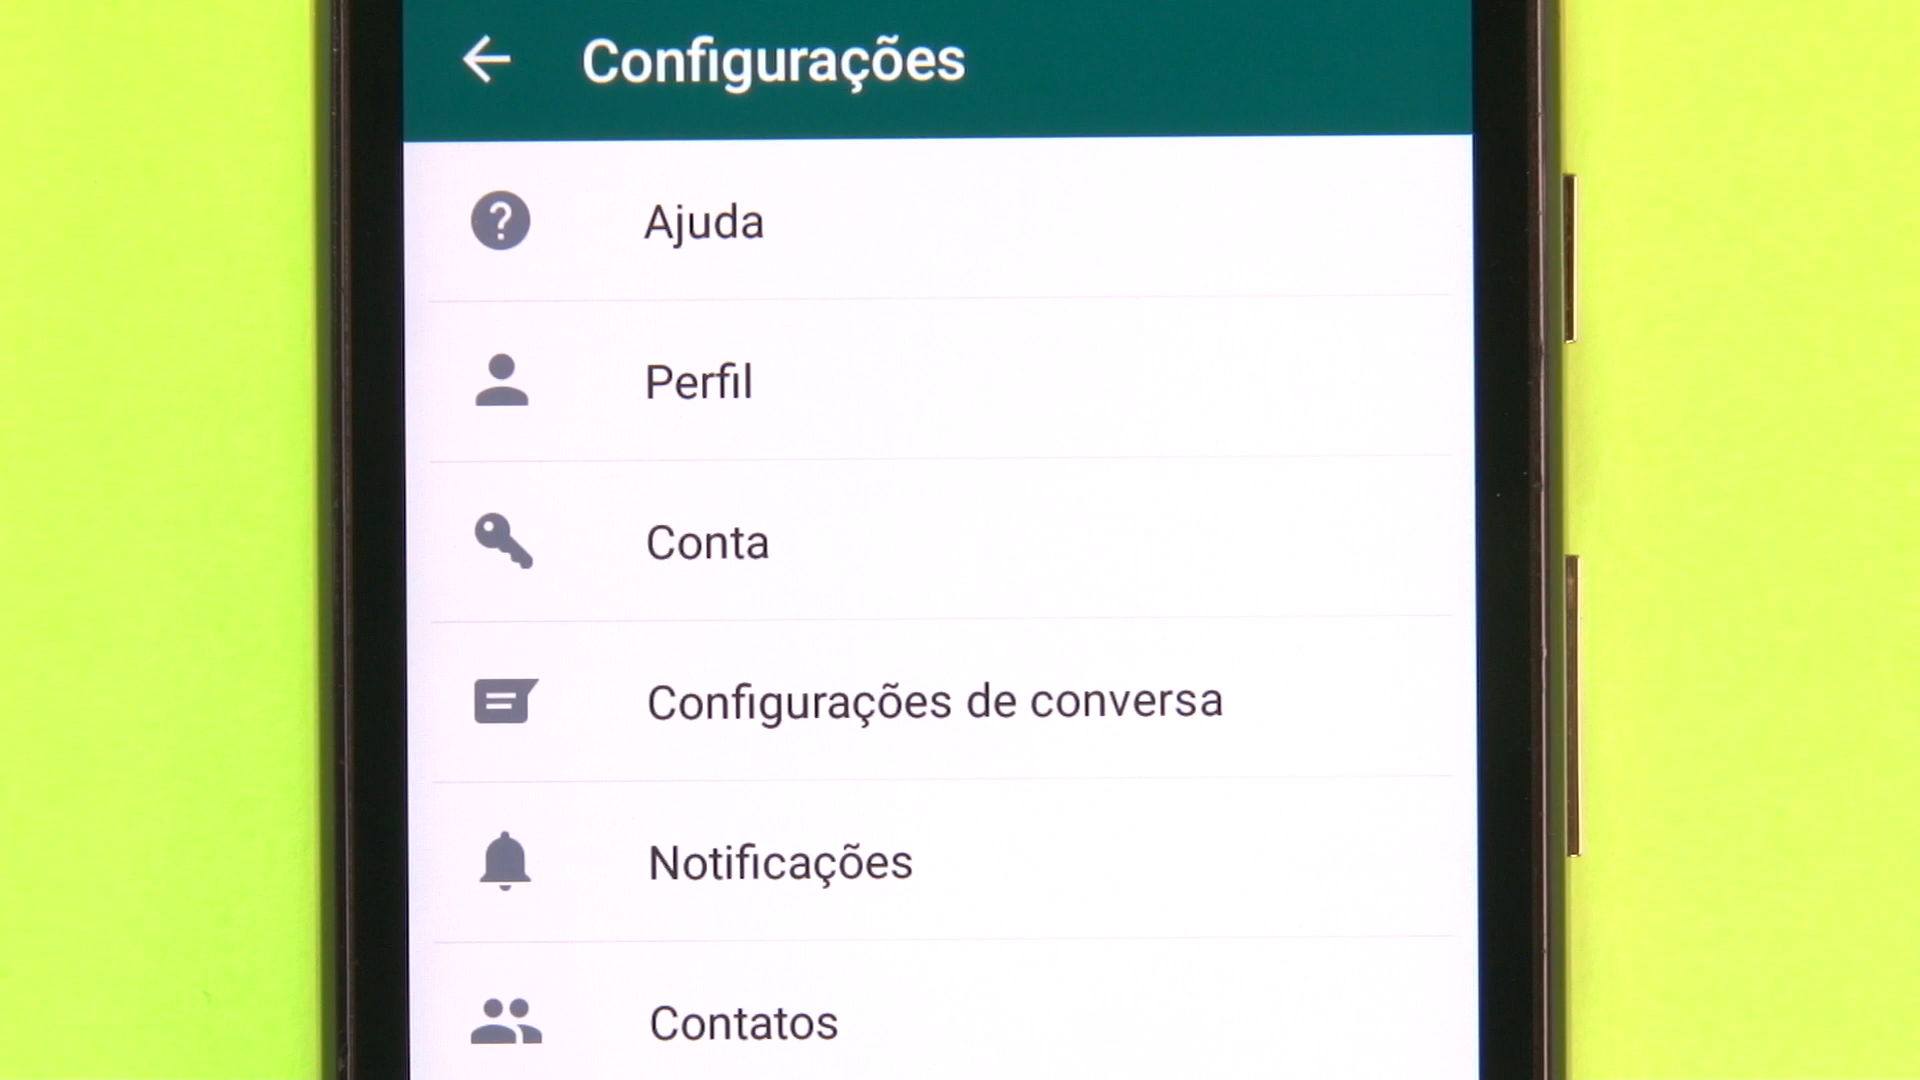 Configurações
Ajuda
Perfil
Conta
Configurações de conversa
Notificações
Contatos